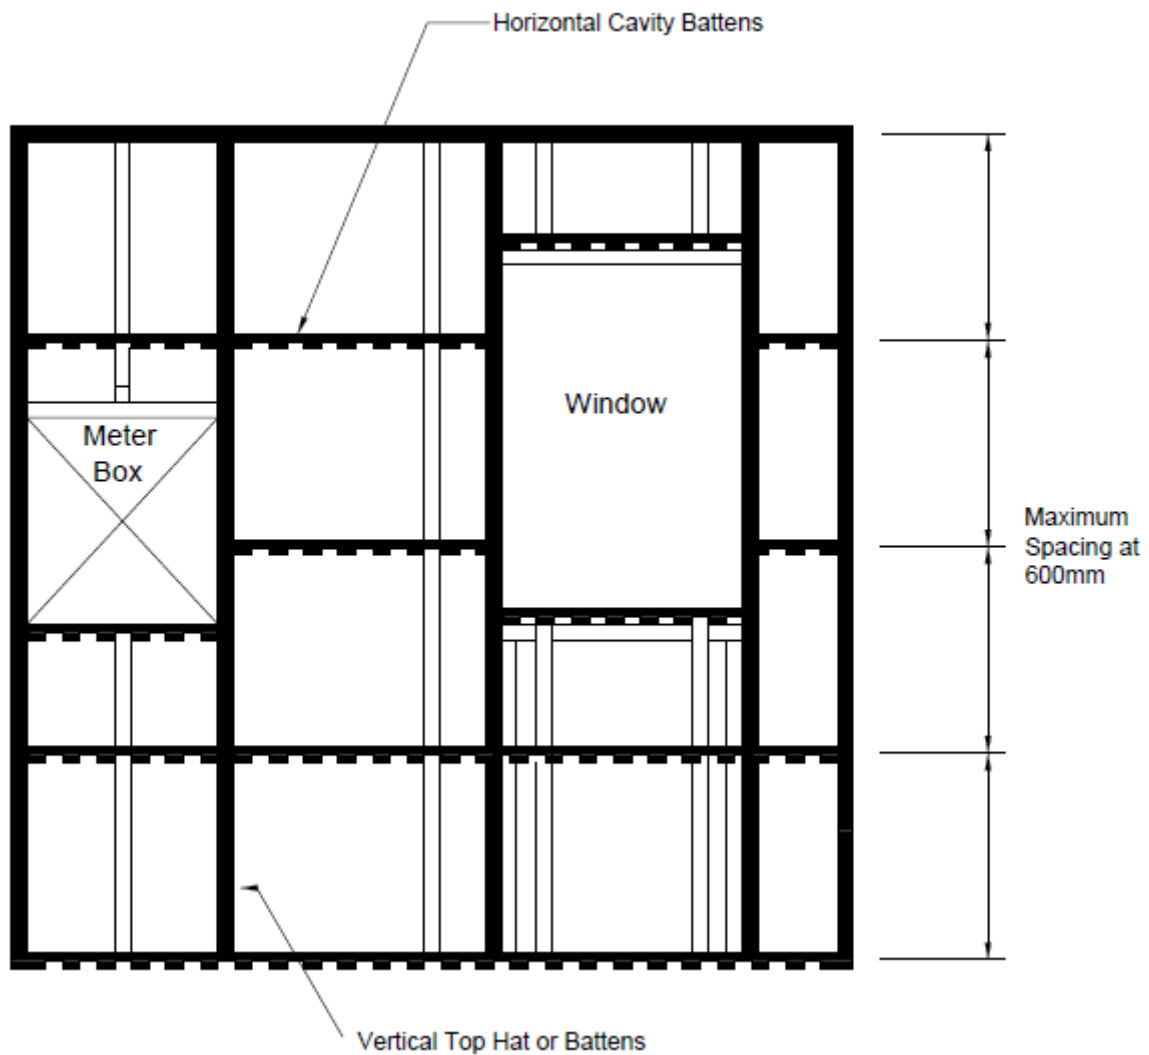 Horizontal Cavity Battens
Window
Meter
Box
Maximum
Spacing at
600mm
Vertical Top Hat or Battens